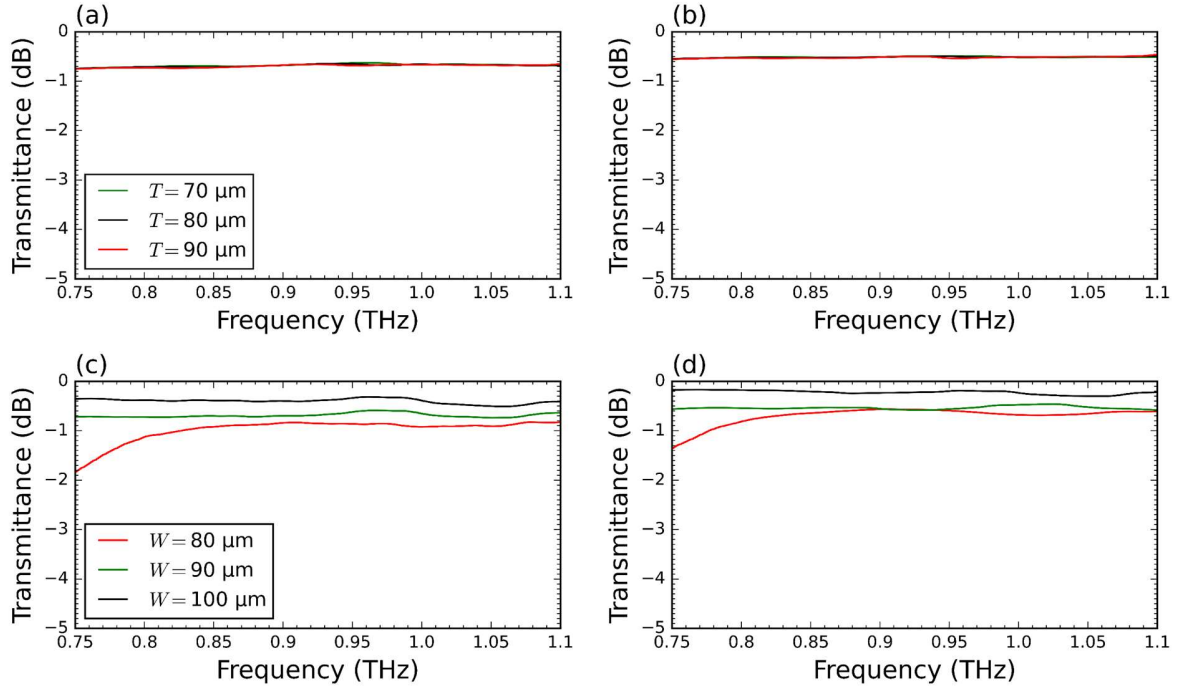 (a)
Transmittance (dB)
0
−1
−2
−3
−4
−5
T = 70 μm
T = 80 μm
T = 90 μm
0.75 0.8 0.85 0.9 0.95 1.0 1.05 1.1
Frequency (THz)
(b)
Transmittance (dB)
0
−1
−2
−3
−4
−5
0.75 0.8 0.85 0.9 0.95 1.0 1.05 1.1
Frequency (THz)
(c)
Transmittance (dB)
0
−1
−2
−3
−4
−5
W = 80 μm
W = 90 μm
W = 100 μm
0.75 0.8 0.85 0.9 0.95 1.0 1.05 1.1
Frequency (THz)
(d)
Transmittance (dB)
0
−1
−2
−3
−4
−5
0.75 0.8 0.85 0.9 0.95 1.0 1.05 1.1
Frequency (THz)